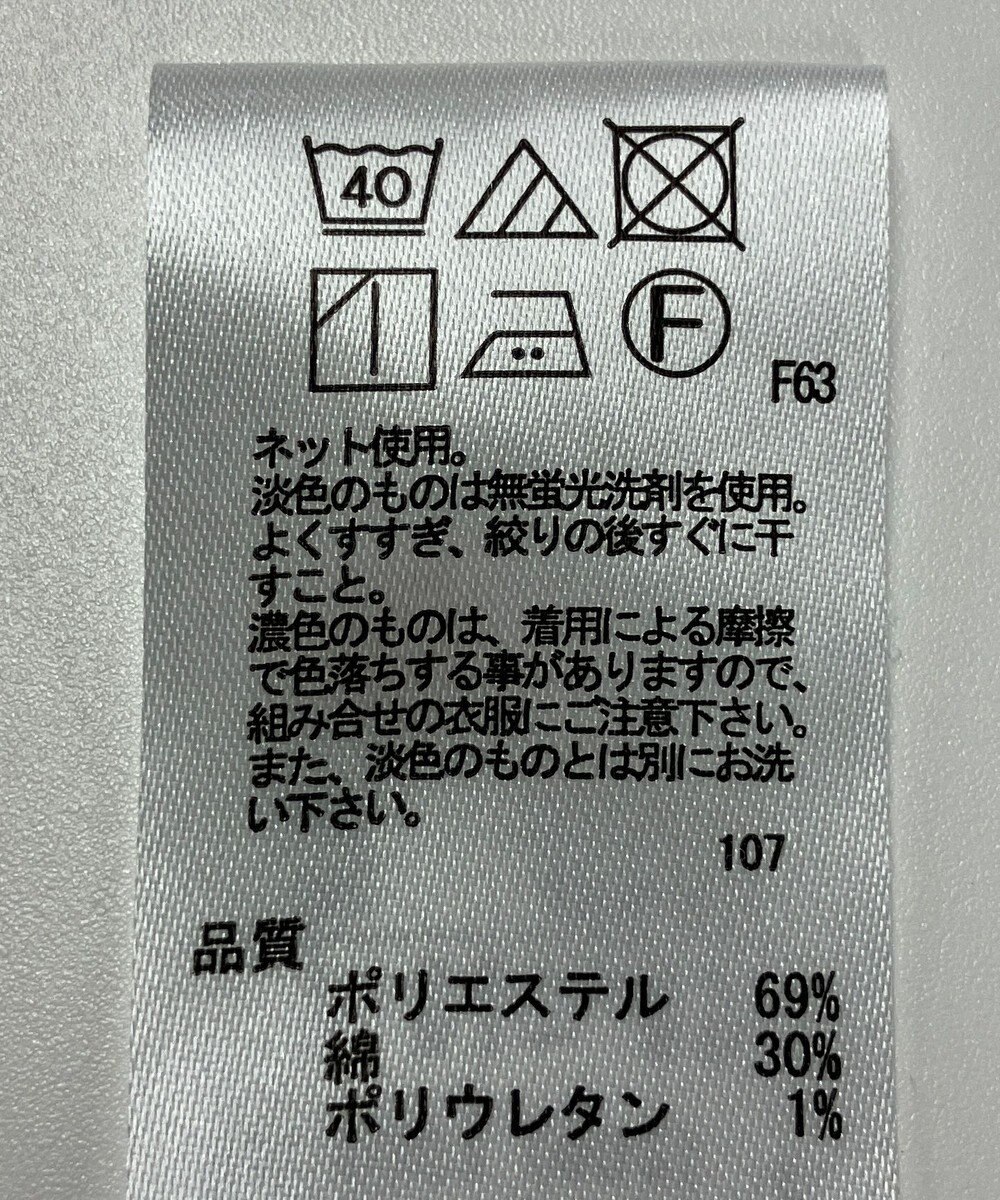 40
F
F63
ネット使用。
淡色のものは無蛍光洗剤を使用。
よくすすぎ、絞りの後すぐに干
すこと。
濃色のものは、着用による摩擦
で色落ちする事がありますので、
組み合せの衣服にご注意下さい。
また、淡色のものとは別にお洗
い下さい。
107
品質
ポリエステル 69%
綿 30%
ポリウレタン 1%